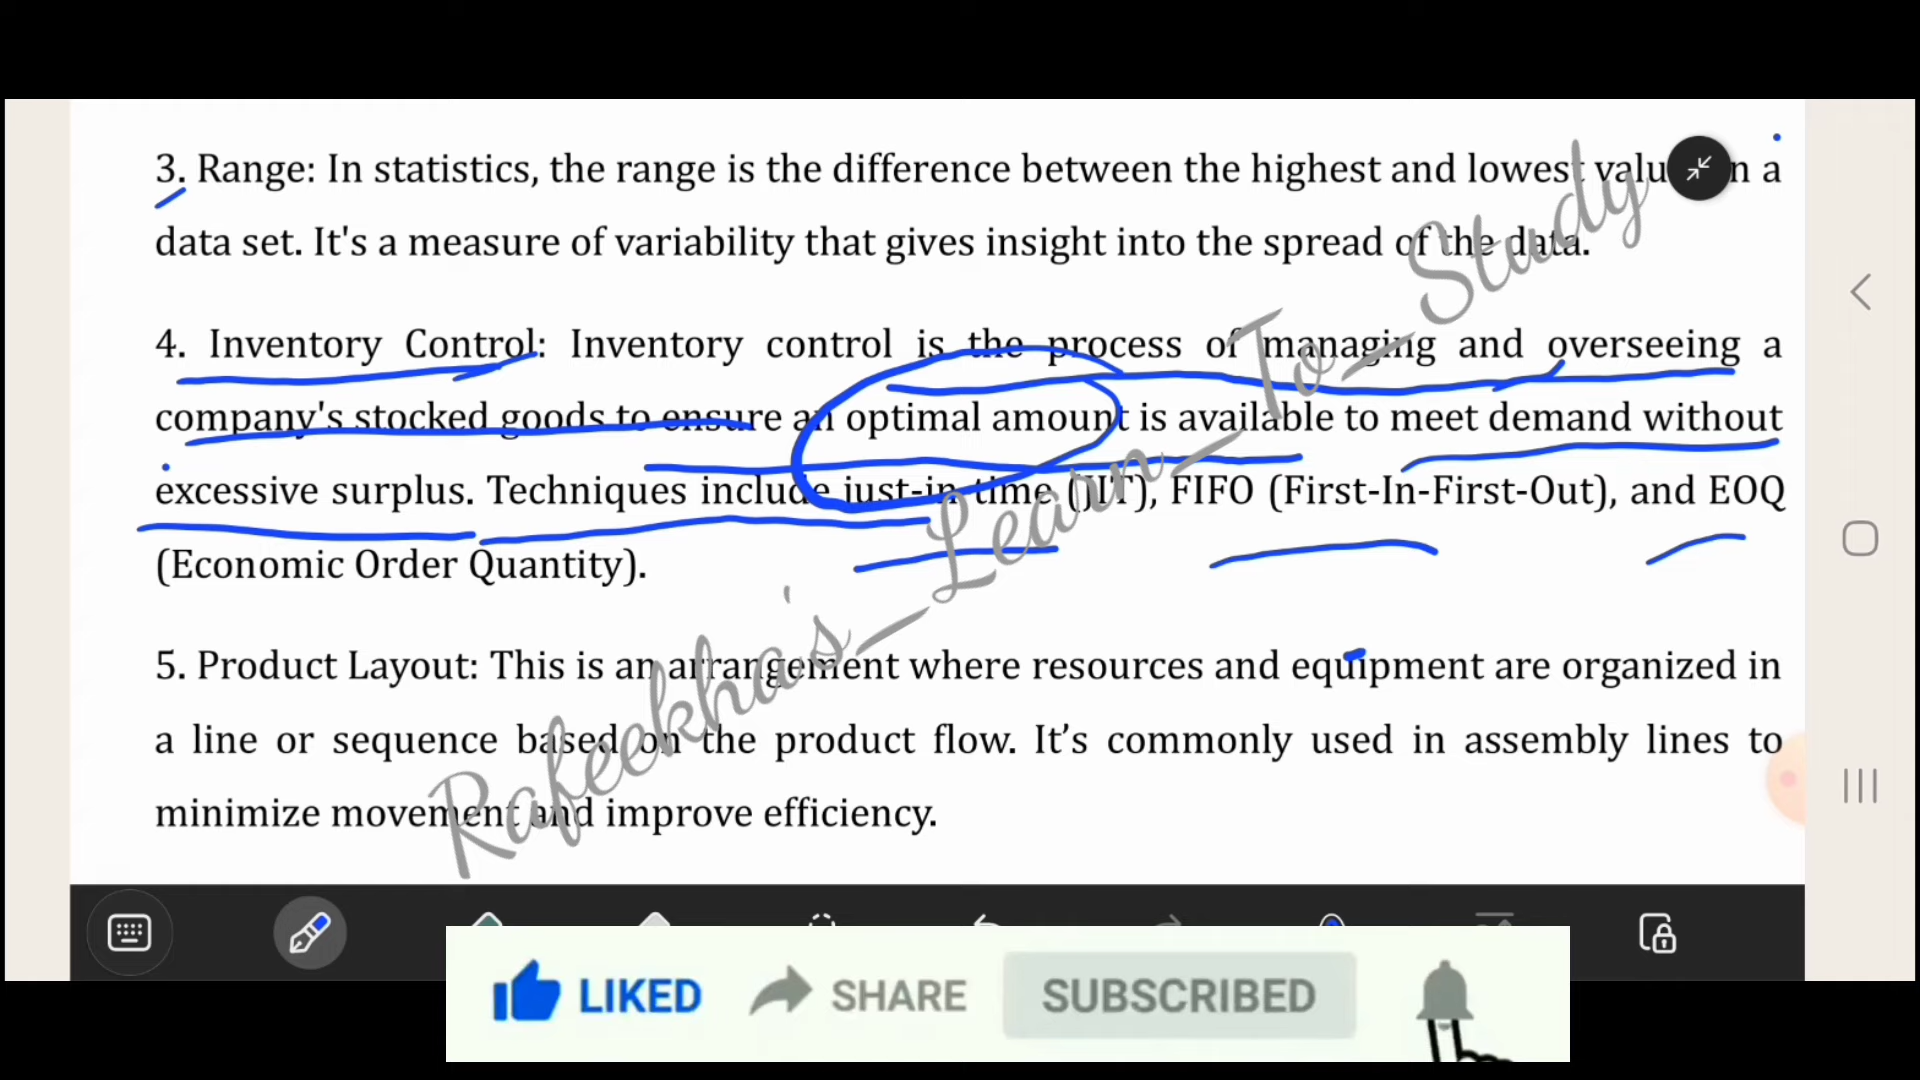 3. Range: In statistics, the range is the difference between the highest and lowest n a
data set. It's a measure of variability that gives insight into the spread of the data.
4. Inventory Control: Inventory control is the process of managing and overseeing a
company's stocked goods to ensure an optimal amount is available to meet demand without
excessive surplus. Techniques include just-in-time (JIT), FIFO (First-In-First-Out), and EOQ
(Economic Order Quantity).
5. Product Layout: This is an arrangement where resources and equipment are organized in
a line or sequence based on the product flow. It’s commonly used in assembly lines to
minimize movement and improve efficiency.
Rafeekha's_Learn_To_Study
LIKED SHARE SUBSCRIBED